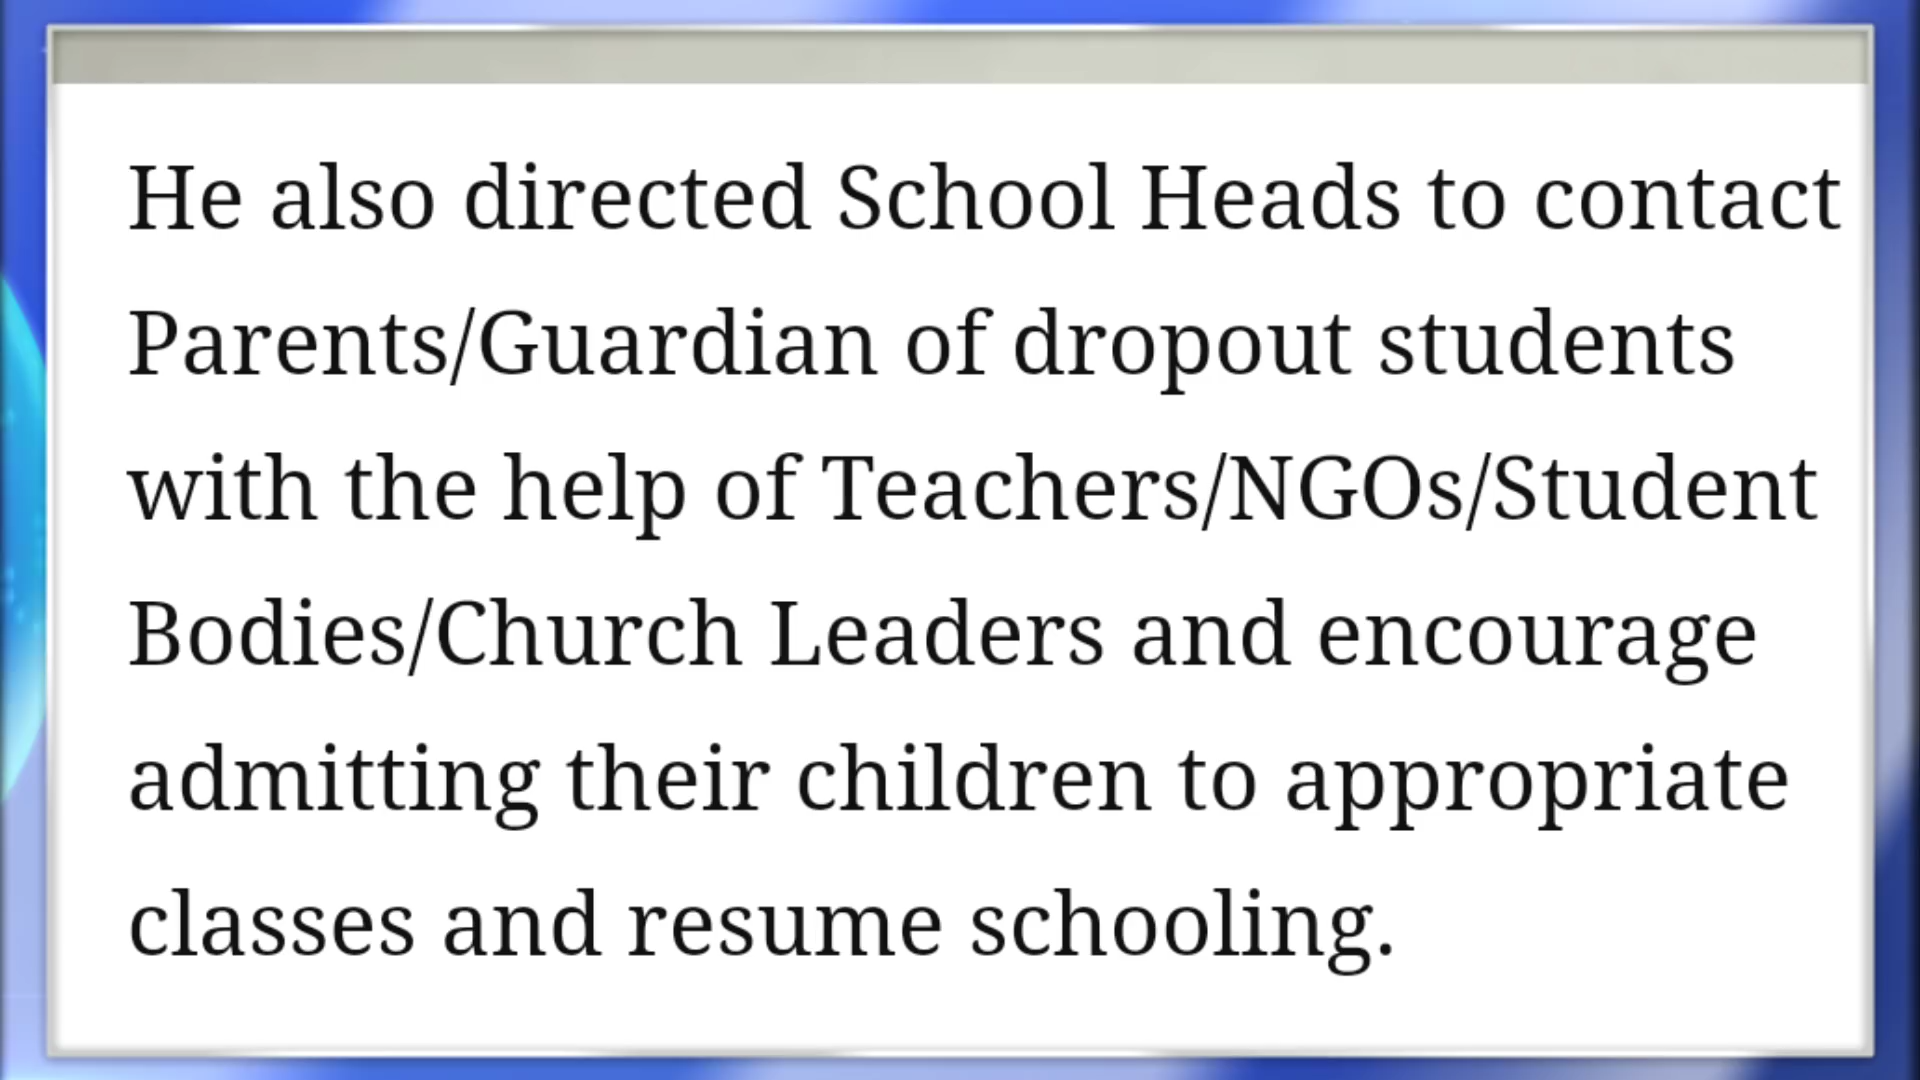 He also directed School Heads to contact
Parents/Guardian of dropout students
with the help of Teachers/NGOs/Student
Bodies/Church Leaders and encourage
admitting their children to appropriate
classes and resume schooling.